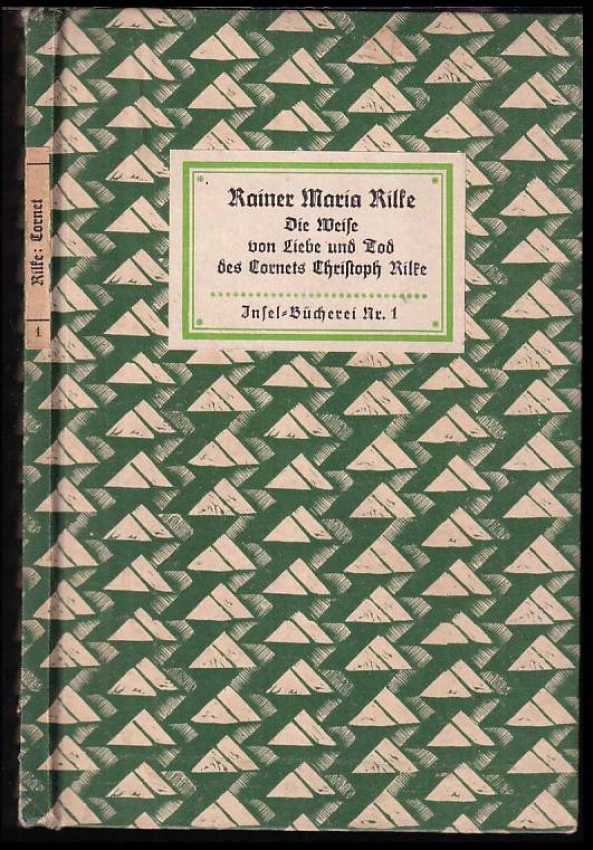 Rainer Maria Rilke
Die Weiſe
von Liebe und Tod
des Cornets Chriſtoph Rilke
Inſel-Bücherei Nr. 1
Rilke: Cornet
1